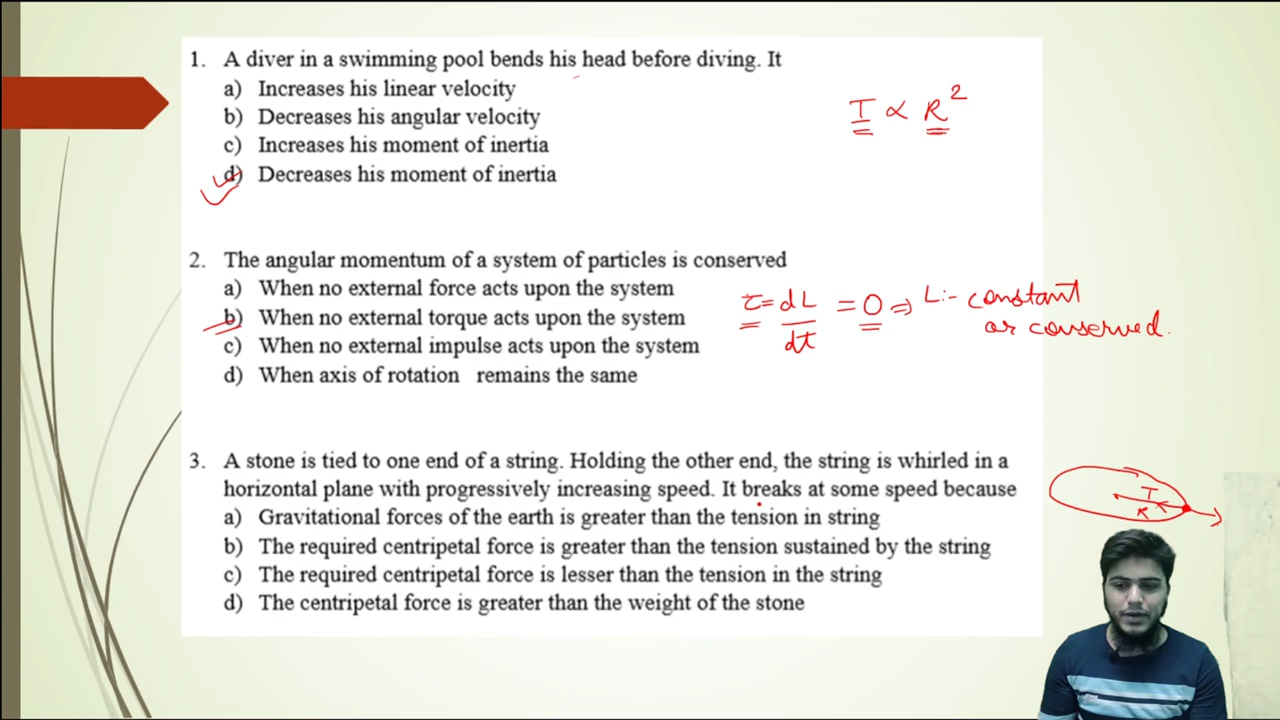 1. A diver in a swimming pool bends his head before diving. It
a) Increases his linear velocity
b) Decreases his angular velocity
c) Increases his moment of inertia
d) Decreases his moment of inertia
I ∝ R²
2. The angular momentum of a system of particles is conserved
a) When no external force acts upon the system
b) When no external torque acts upon the system
c) When no external impulse acts upon the system
d) When axis of rotation remains the same
τ = dL/dt = 0 ⇒ L:- constant
or conserved.
3. A stone is tied to one end of a string. Holding the other end, the string is whirled in a
horizontal plane with progressively increasing speed. It breaks at some speed because
a) Gravitational forces of the earth is greater than the tension in string
b) The required centripetal force is greater than the tension sustained by the string
c) The required centripetal force is lesser than the tension in the string
d) The centripetal force is greater than the weight of the stone
T